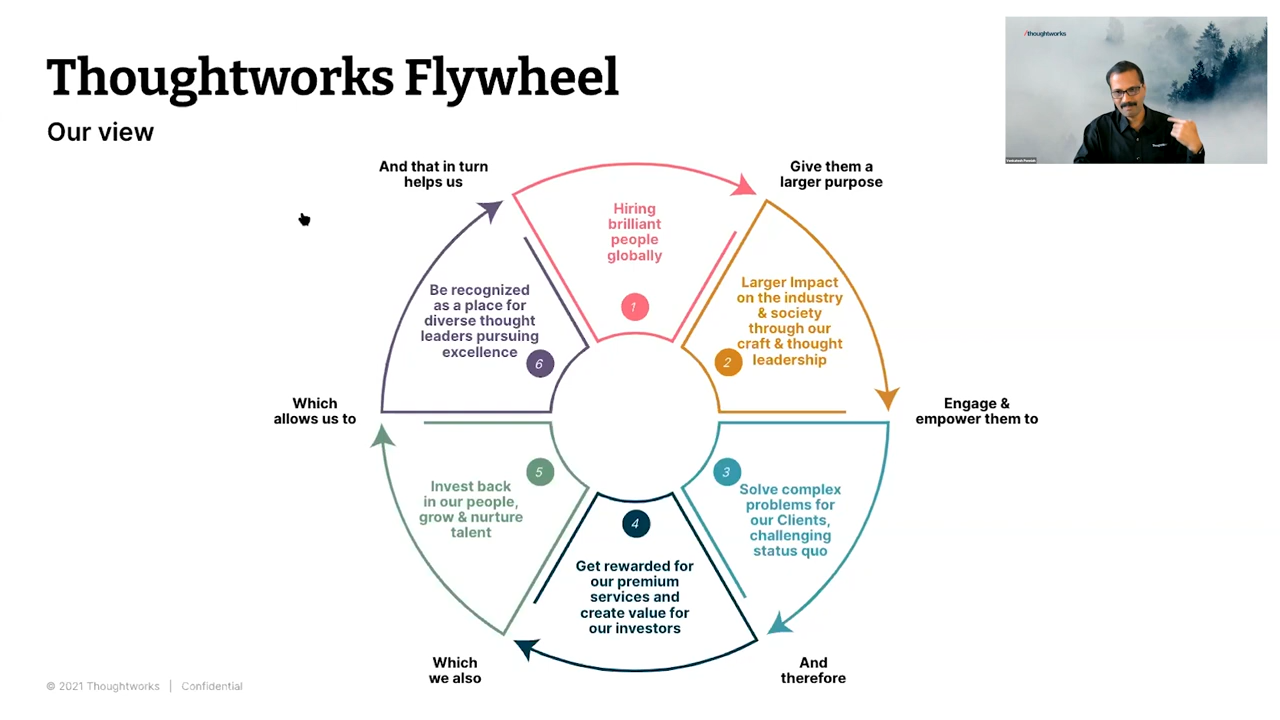 Thoughtworks Flywheel
Our view
/thoughtworks
And that in turn
helps us
Give them a
larger purpose
Hiring
brilliant
people
globally
1
Larger Impact
on the industry
& society
through our
craft & thought
leadership
2
Engage &
empower them to
3
Solve complex
problems for
our Clients,
challenging
status quo
And
therefore
4
Get rewarded for
our premium
services and
create value for
our investors
Which
we also
5
Invest back
in our people,
grow & nurture
talent
Which
allows us to
Be recognized
as a place for
diverse thought
leaders pursuing
excellence
6
© 2021 Thoughtworks | Confidential